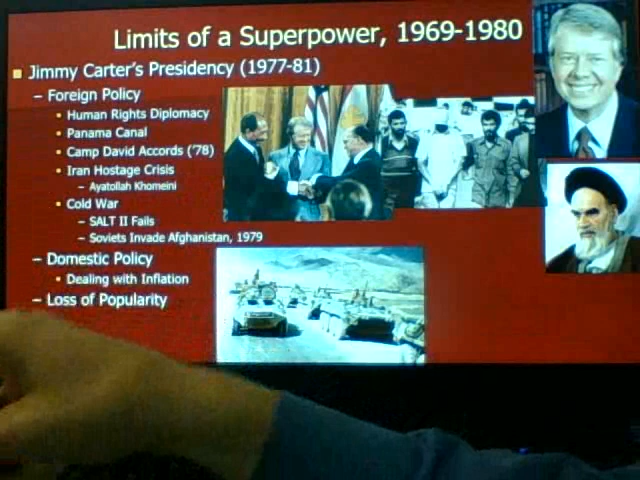 Limits of a Superpower, 1969-1980
Jimmy Carter's Presidency (1977-81)
– Foreign Policy
• Human Rights Diplomacy
• Panama Canal
• Camp David Accords ('78)
• Iran Hostage Crisis
– Ayatollah Khomeini
• Cold War
– SALT II Fails
– Soviets Invade Afghanistan, 1979
– Domestic Policy
• Dealing with Inflation
– Loss of Popularity